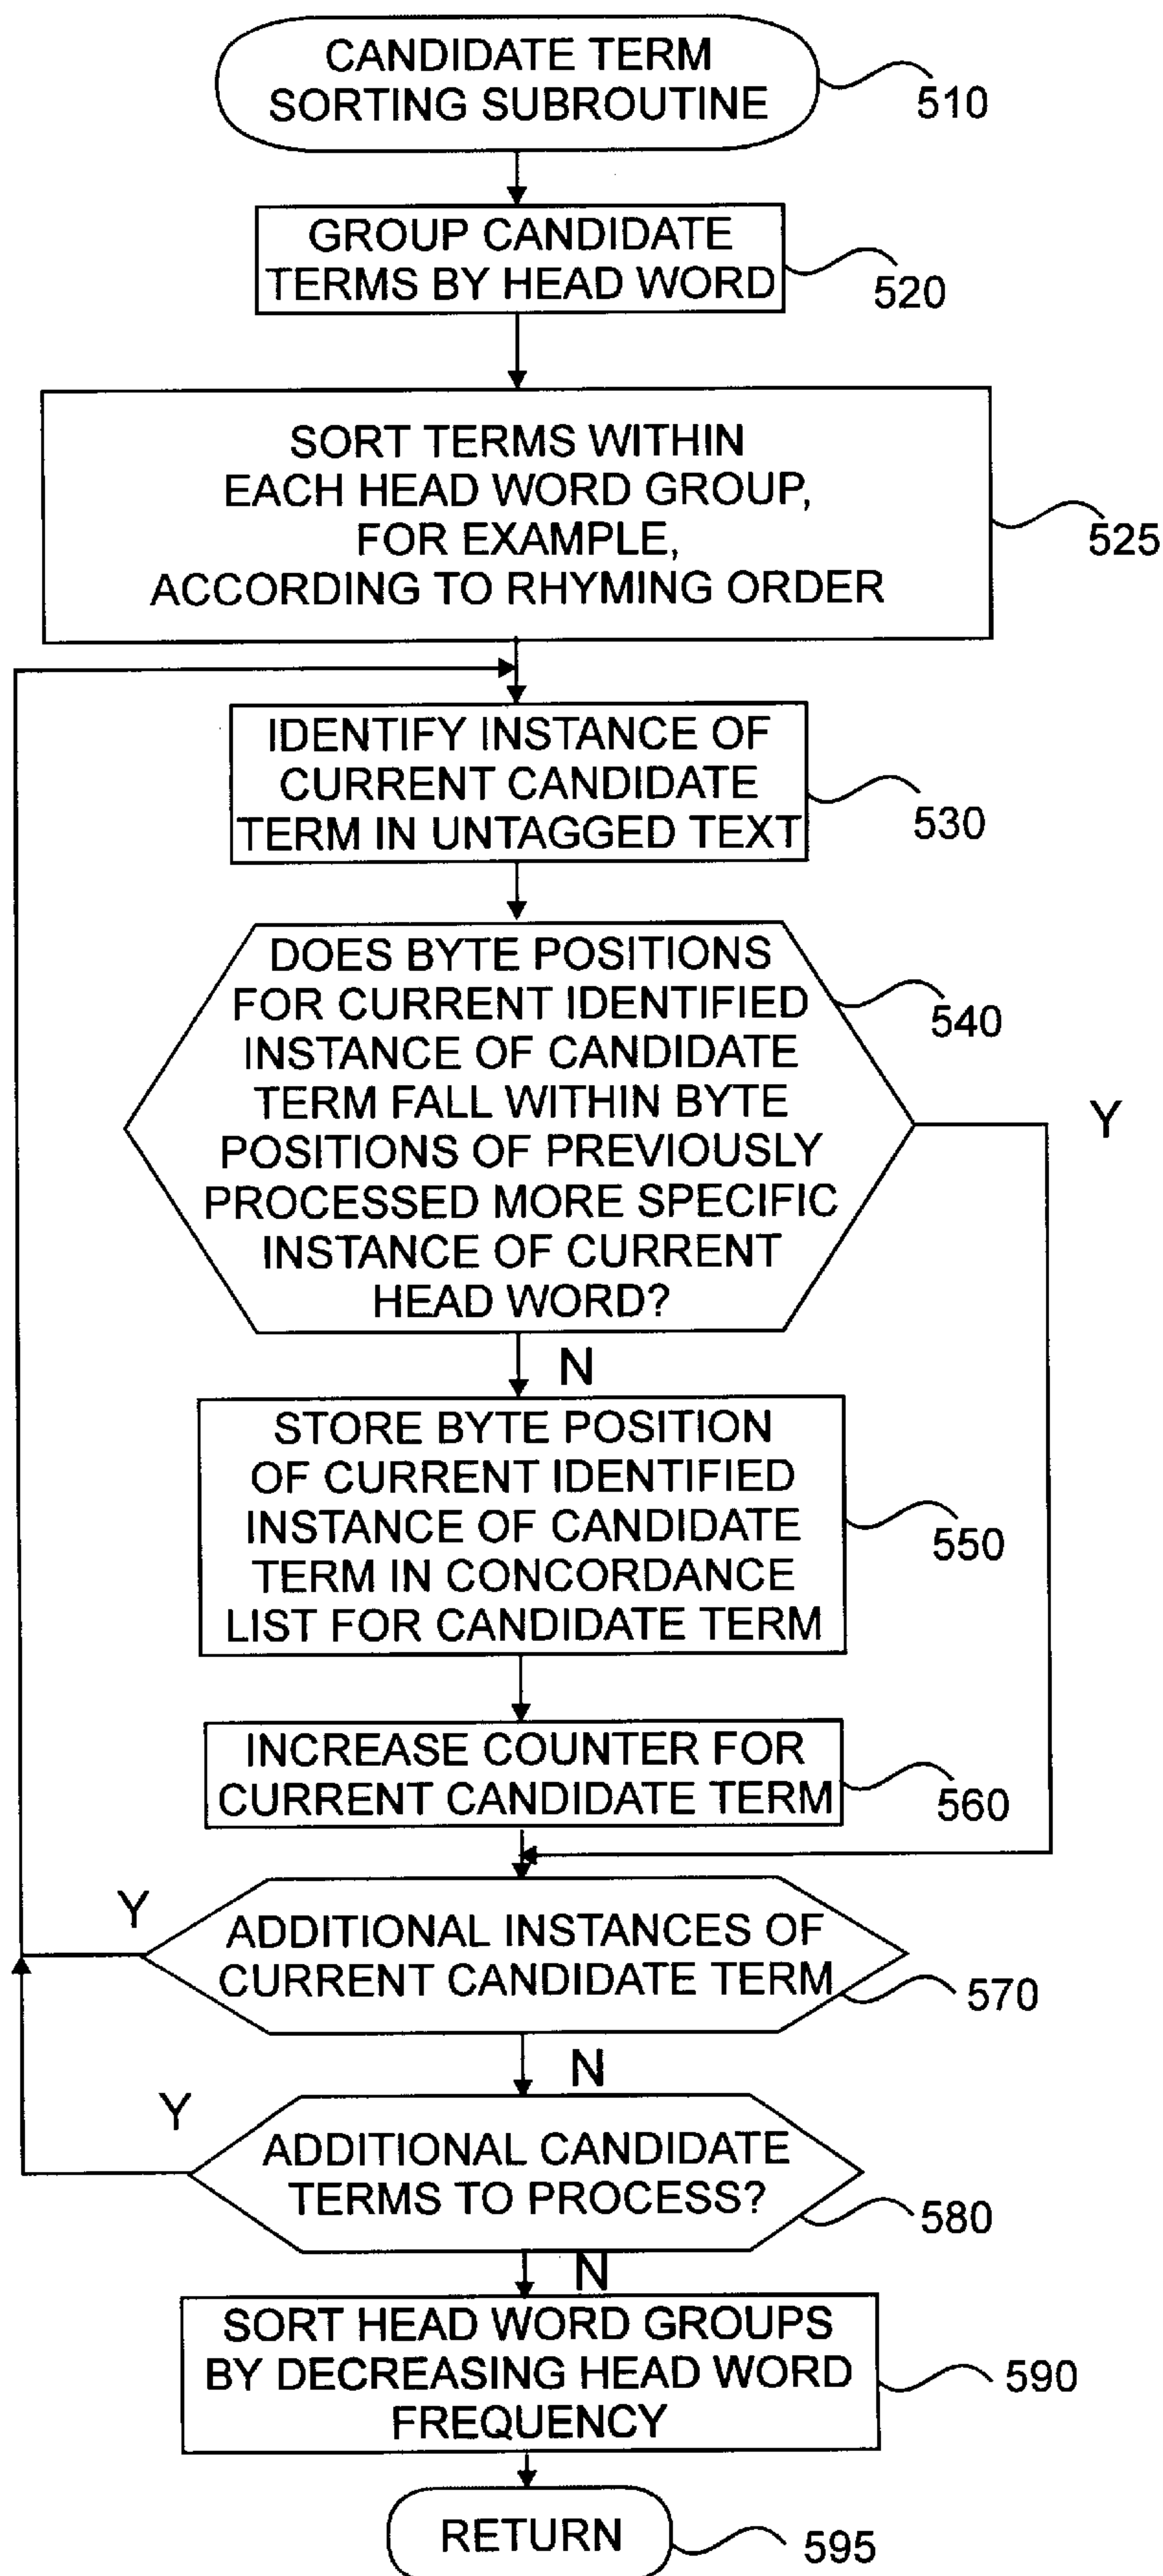 CANDIDATE TERM
SORTING SUBROUTINE
510
GROUP CANDIDATE
TERMS BY HEAD WORD
520
SORT TERMS WITHIN
EACH HEAD WORD GROUP,
FOR EXAMPLE,
ACCORDING TO RHYMING ORDER
525
IDENTIFY INSTANCE OF
CURRENT CANDIDATE
TERM IN UNTAGGED TEXT
530
DOES BYTE POSITIONS
FOR CURRENT IDENTIFIED
INSTANCE OF CANDIDATE
TERM FALL WITHIN BYTE
POSITIONS OF PREVIOUSLY
PROCESSED MORE SPECIFIC
INSTANCE OF CURRENT
HEAD WORD?
540
Y
N
STORE BYTE POSITION
OF CURRENT IDENTIFIED
INSTANCE OF CANDIDATE
TERM IN CONCORDANCE
LIST FOR CANDIDATE TERM
550
INCREASE COUNTER FOR
CURRENT CANDIDATE TERM
560
Y
ADDITIONAL INSTANCES OF
CURRENT CANDIDATE TERM
570
N
Y
ADDITIONAL CANDIDATE
TERMS TO PROCESS?
580
N
SORT HEAD WORD GROUPS
BY DECREASING HEAD WORD
FREQUENCY
590
RETURN
595